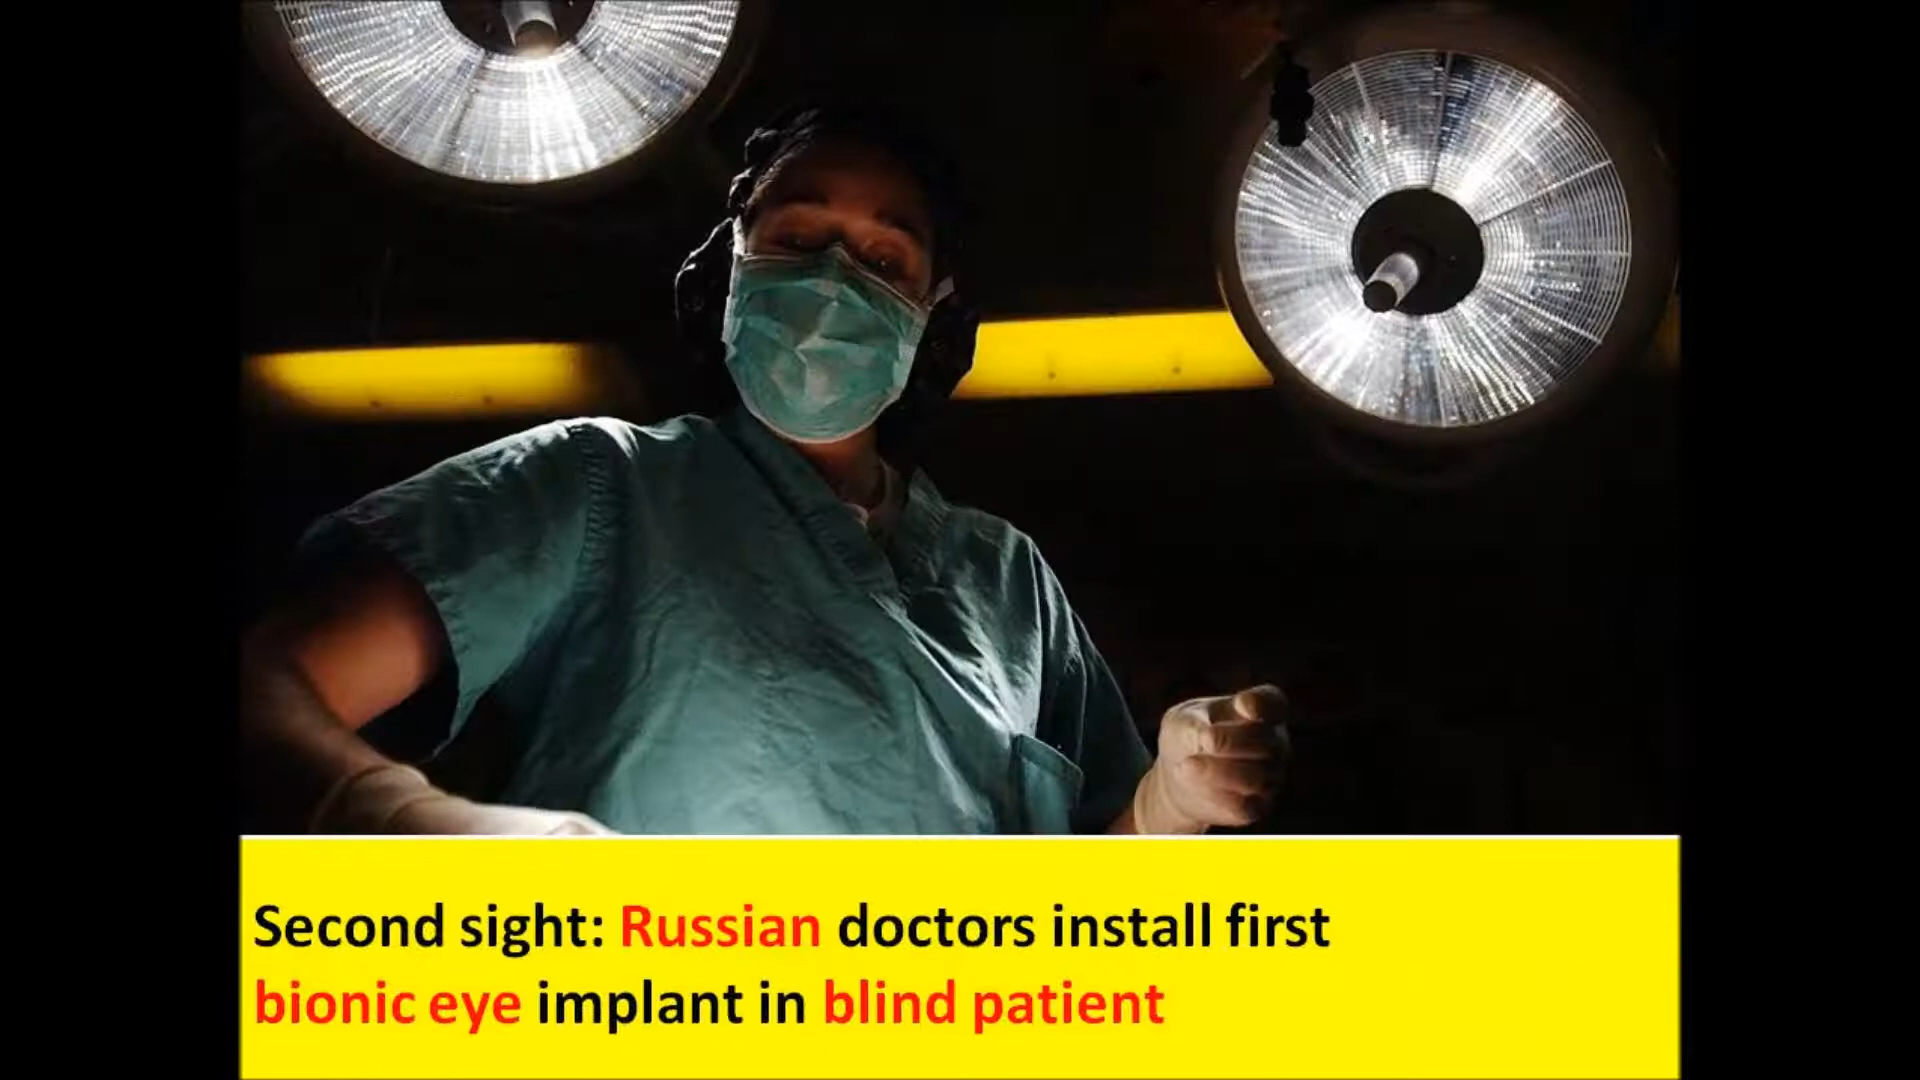 Second sight: Russian doctors install first
bionic eye implant in blind patient